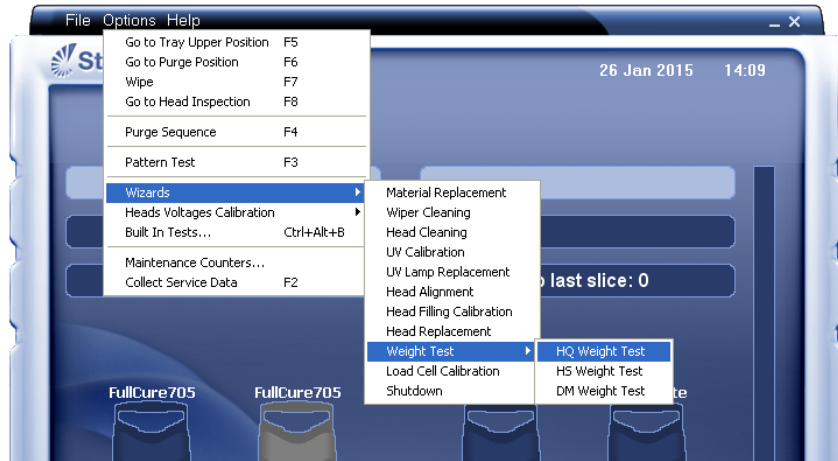 File Options Help
Go to Tray Upper Position F5
St
Go to Purge Position F6
26 Jan 2015 14:09
Wipe F7
Go to Head Inspection F8
Purge Sequence F4
Pattern Test F3
Wizards
Heads Voltages Calibration
Built In Tests... Ctrl+Alt+B
Maintenance Counters...
Collect Service Data F2
Material Replacement
Wiper Cleaning
Head Cleaning
UV Calibration
UV Lamp Replacement
Head Alignment
Head Filling Calibration
Head Replacement
Weight Test
Load Cell Calibration
Shutdown
HQ Weight Test
HS Weight Test
DM Weight Test
last slice: 0
FullCure705 FullCure705